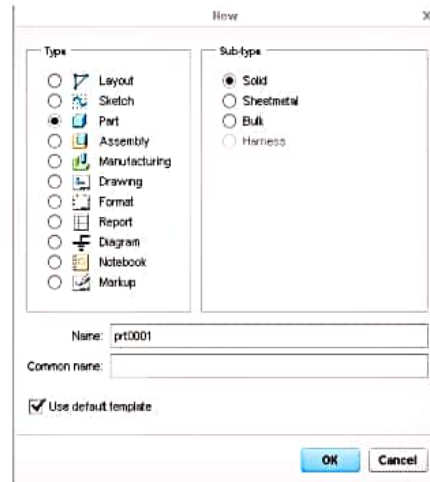 New
X
Type
Layout
Sketch
Part
Assembly
Manufacturing
Drawing
Format
Report
Diagram
Notebook
Markup
Sub-type
Solid
Sheetmetal
Bulk
Harness
Name: prt0001
Common name:
Use default template
OK Cancel